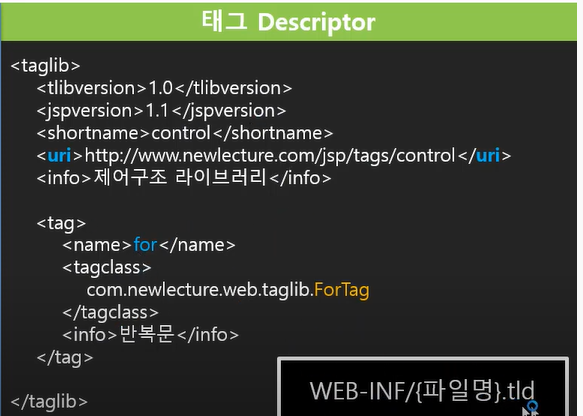 태그 Descriptor
<taglib>
<tlibversion>1.0</tlibversion>
<jspversion>1.1</jspversion>
<shortname>control</shortname>
<uri>http://www.newlecture.com/jsp/tags/control</uri>
<info>제어구조 라이브러리</info>
<tag>
<name>for</name>
<tagclass>
com.newlecture.web.taglib.ForTag
</tagclass>
<info>반복문</info>
</tag>
</taglib>
WEB-INF/{파일명}.tld